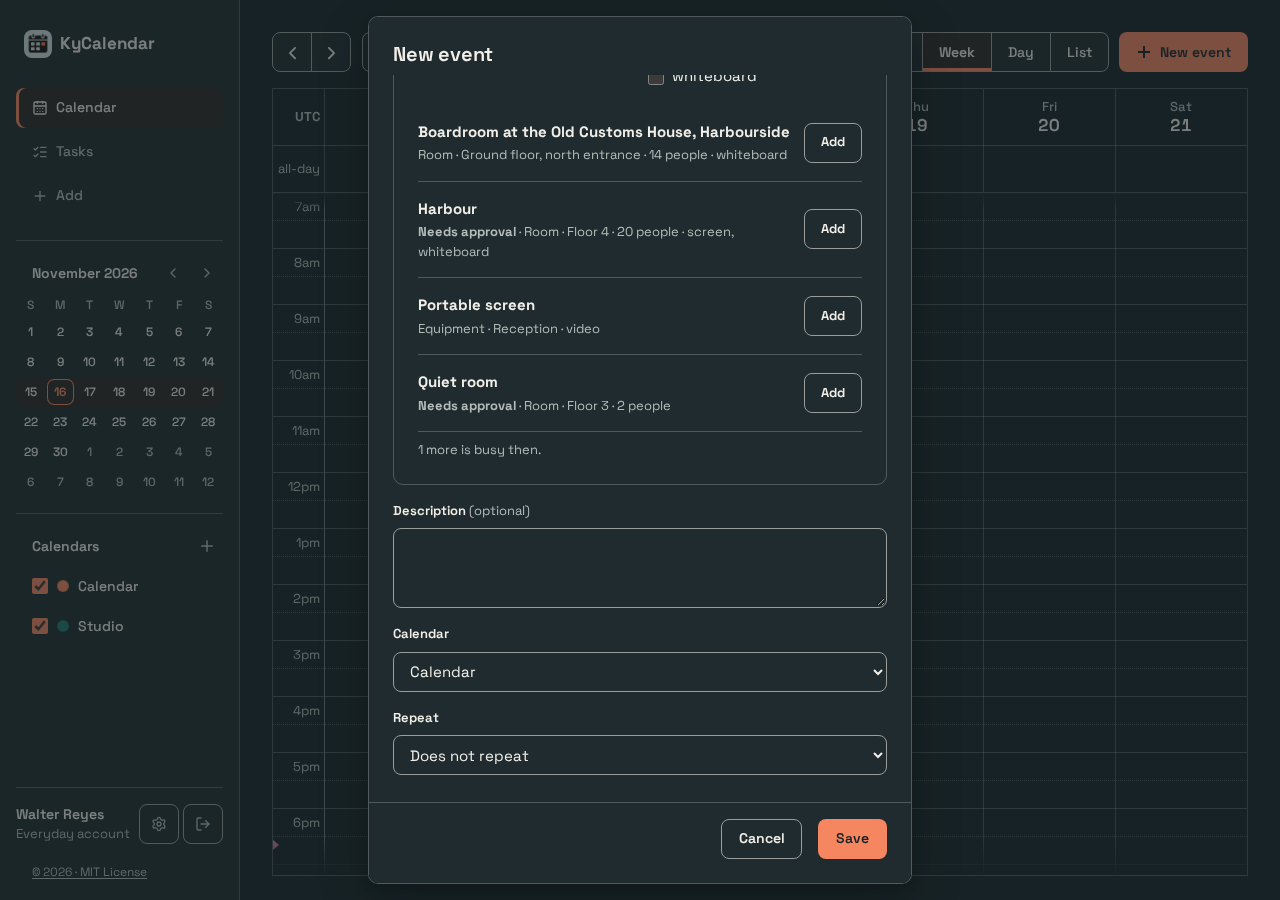 KyCalendar
Calendar
Tasks
Add
November 2026
S M T W T F S
1 2 3 4 5 6 7
8 9 10 11 12 13 14
15 16 17 18 19 20 21
22 23 24 25 26 27 28
29 30 1 2 3 4 5
6 7 8 9 10 11 12
Calendars
Calendar
Studio
Walter Reyes
Everyday account
© 2026 · MIT License
Week
Day
List
New event
UTC
Fri
20
Sat
21
all-day
7am
8am
9am
10am
11am
12pm
1pm
2pm
3pm
4pm
5pm
6pm
New event
whiteboard
Boardroom at the Old Customs House, Harbourside
Room · Ground floor, north entrance · 14 people · whiteboard
Add
Harbour
Needs approval · Room · Floor 4 · 20 people · screen,
whiteboard
Add
Portable screen
Equipment · Reception · video
Add
Quiet room
Needs approval · Room · Floor 3 · 2 people
Add
1 more is busy then.
Description (optional)
Calendar
Calendar
Repeat
Does not repeat
Cancel
Save